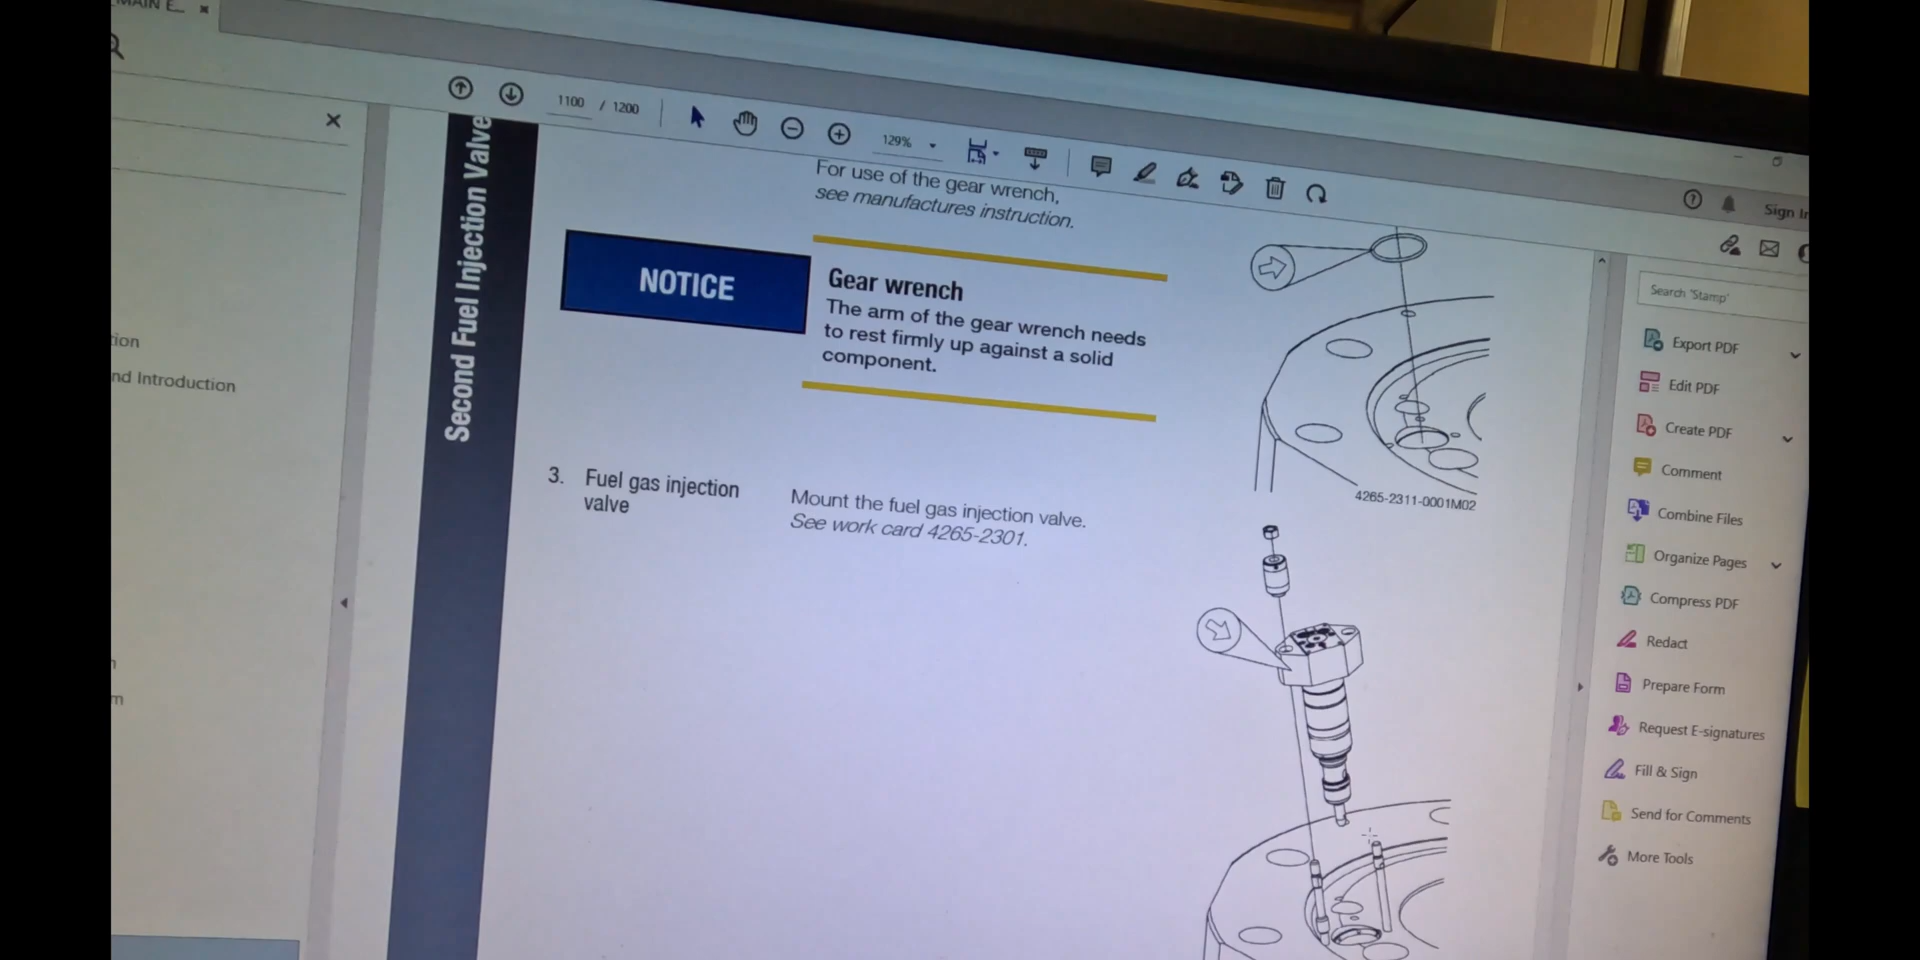 MAIN E...
1100 / 1200
129%
Sign In
Second Fuel Injection Valve
For use of the gear wrench,
see manufactures instruction.
NOTICE
Gear wrench
The arm of the gear wrench needs
to rest firmly up against a solid
component.
4265-2311-0001M02
3. Fuel gas injection
valve
Mount the fuel gas injection valve.
See work card 4265-2301.
tion
nd Introduction
n
m
Search 'Stamp'
Export PDF
Edit PDF
Create PDF
Comment
Combine Files
Organize Pages
Compress PDF
Redact
Prepare Form
Request E-signatures
Fill & Sign
Send for Comments
More Tools